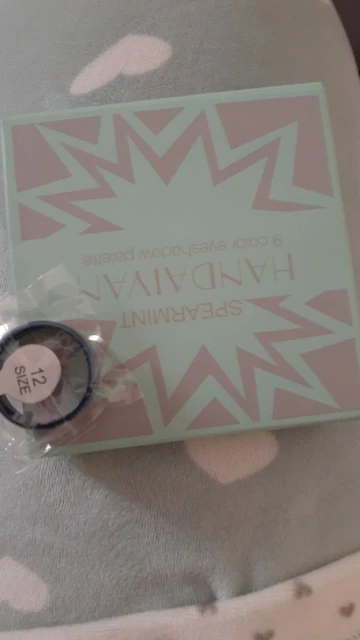 SPEARMINT
HANDAIYAN
9 color eyeshadow palette
12
SIZE